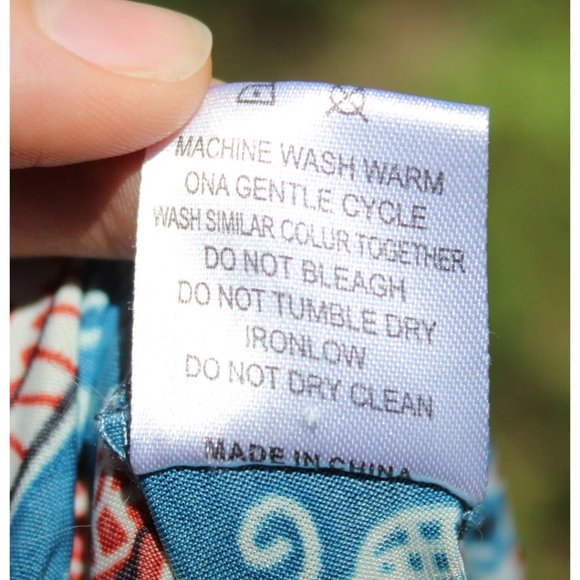 MACHINE WASH WARM
ONA GENTLE CYCLE
WASH SIMILAR COLUR TOGETHER
DO NOT BLEAGH
DO NOT TUMBLE DRY
IRONLOW
DO NOT DRY CLEAN
MADE IN CHINA